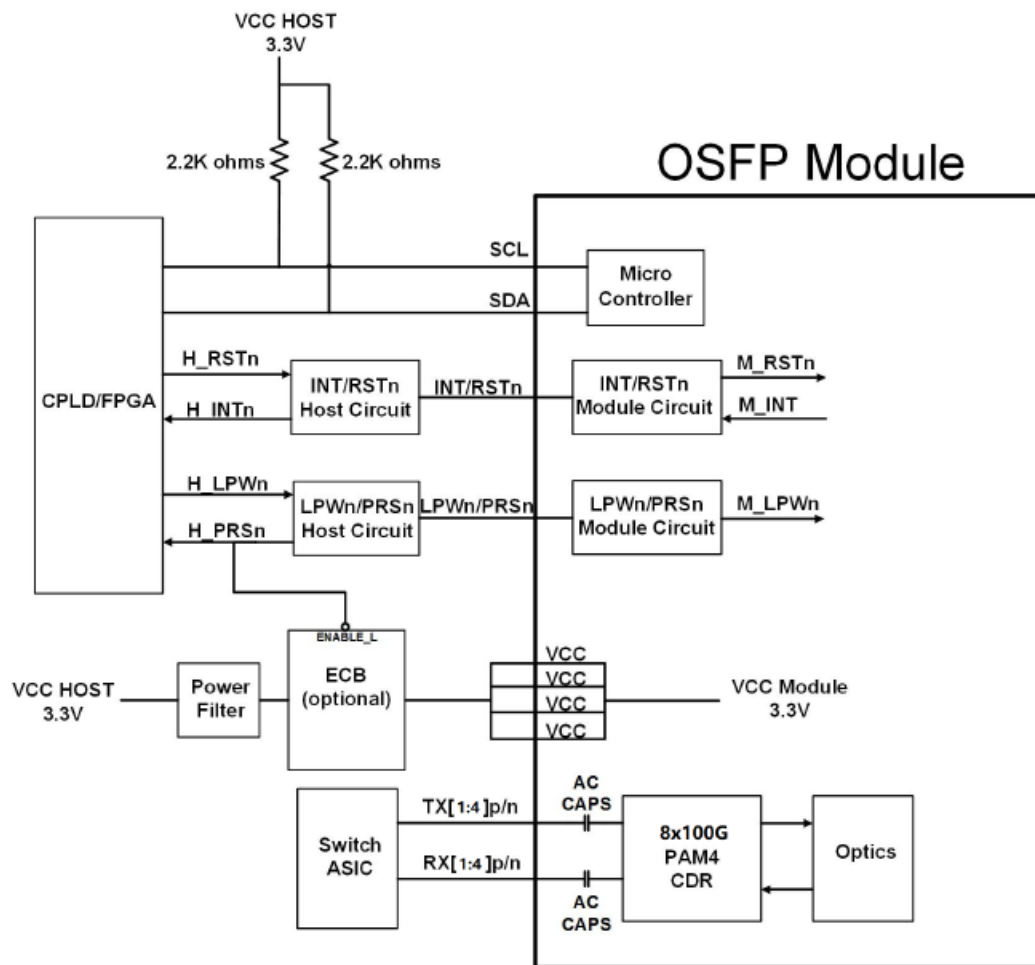 VCC HOST
3.3V
2.2K ohms
2.2K ohms
OSFP Module
SCL
Micro
Controller
SDA
CPLD/FPGA
H_RSTn
H_INTn
INT/RSTn
Host Circuit
INT/RSTn
INT/RSTn
Module Circuit
M_RSTn
M_INT
H_LPWn
H_PRSn
LPWn/PRSn
Host Circuit
LPWn/PRSn
LPWn/PRSn
Module Circuit
M_LPWn
VCC HOST
3.3V
Power
Filter
ENABLE_L
ECB
(optional)
VCC
VCC
VCC
VCC
VCC Module
3.3V
Switch
ASIC
TX[1:4]p/n
RX[1:4]p/n
AC
CAPS
AC
CAPS
8x100G
PAM4
CDR
Optics